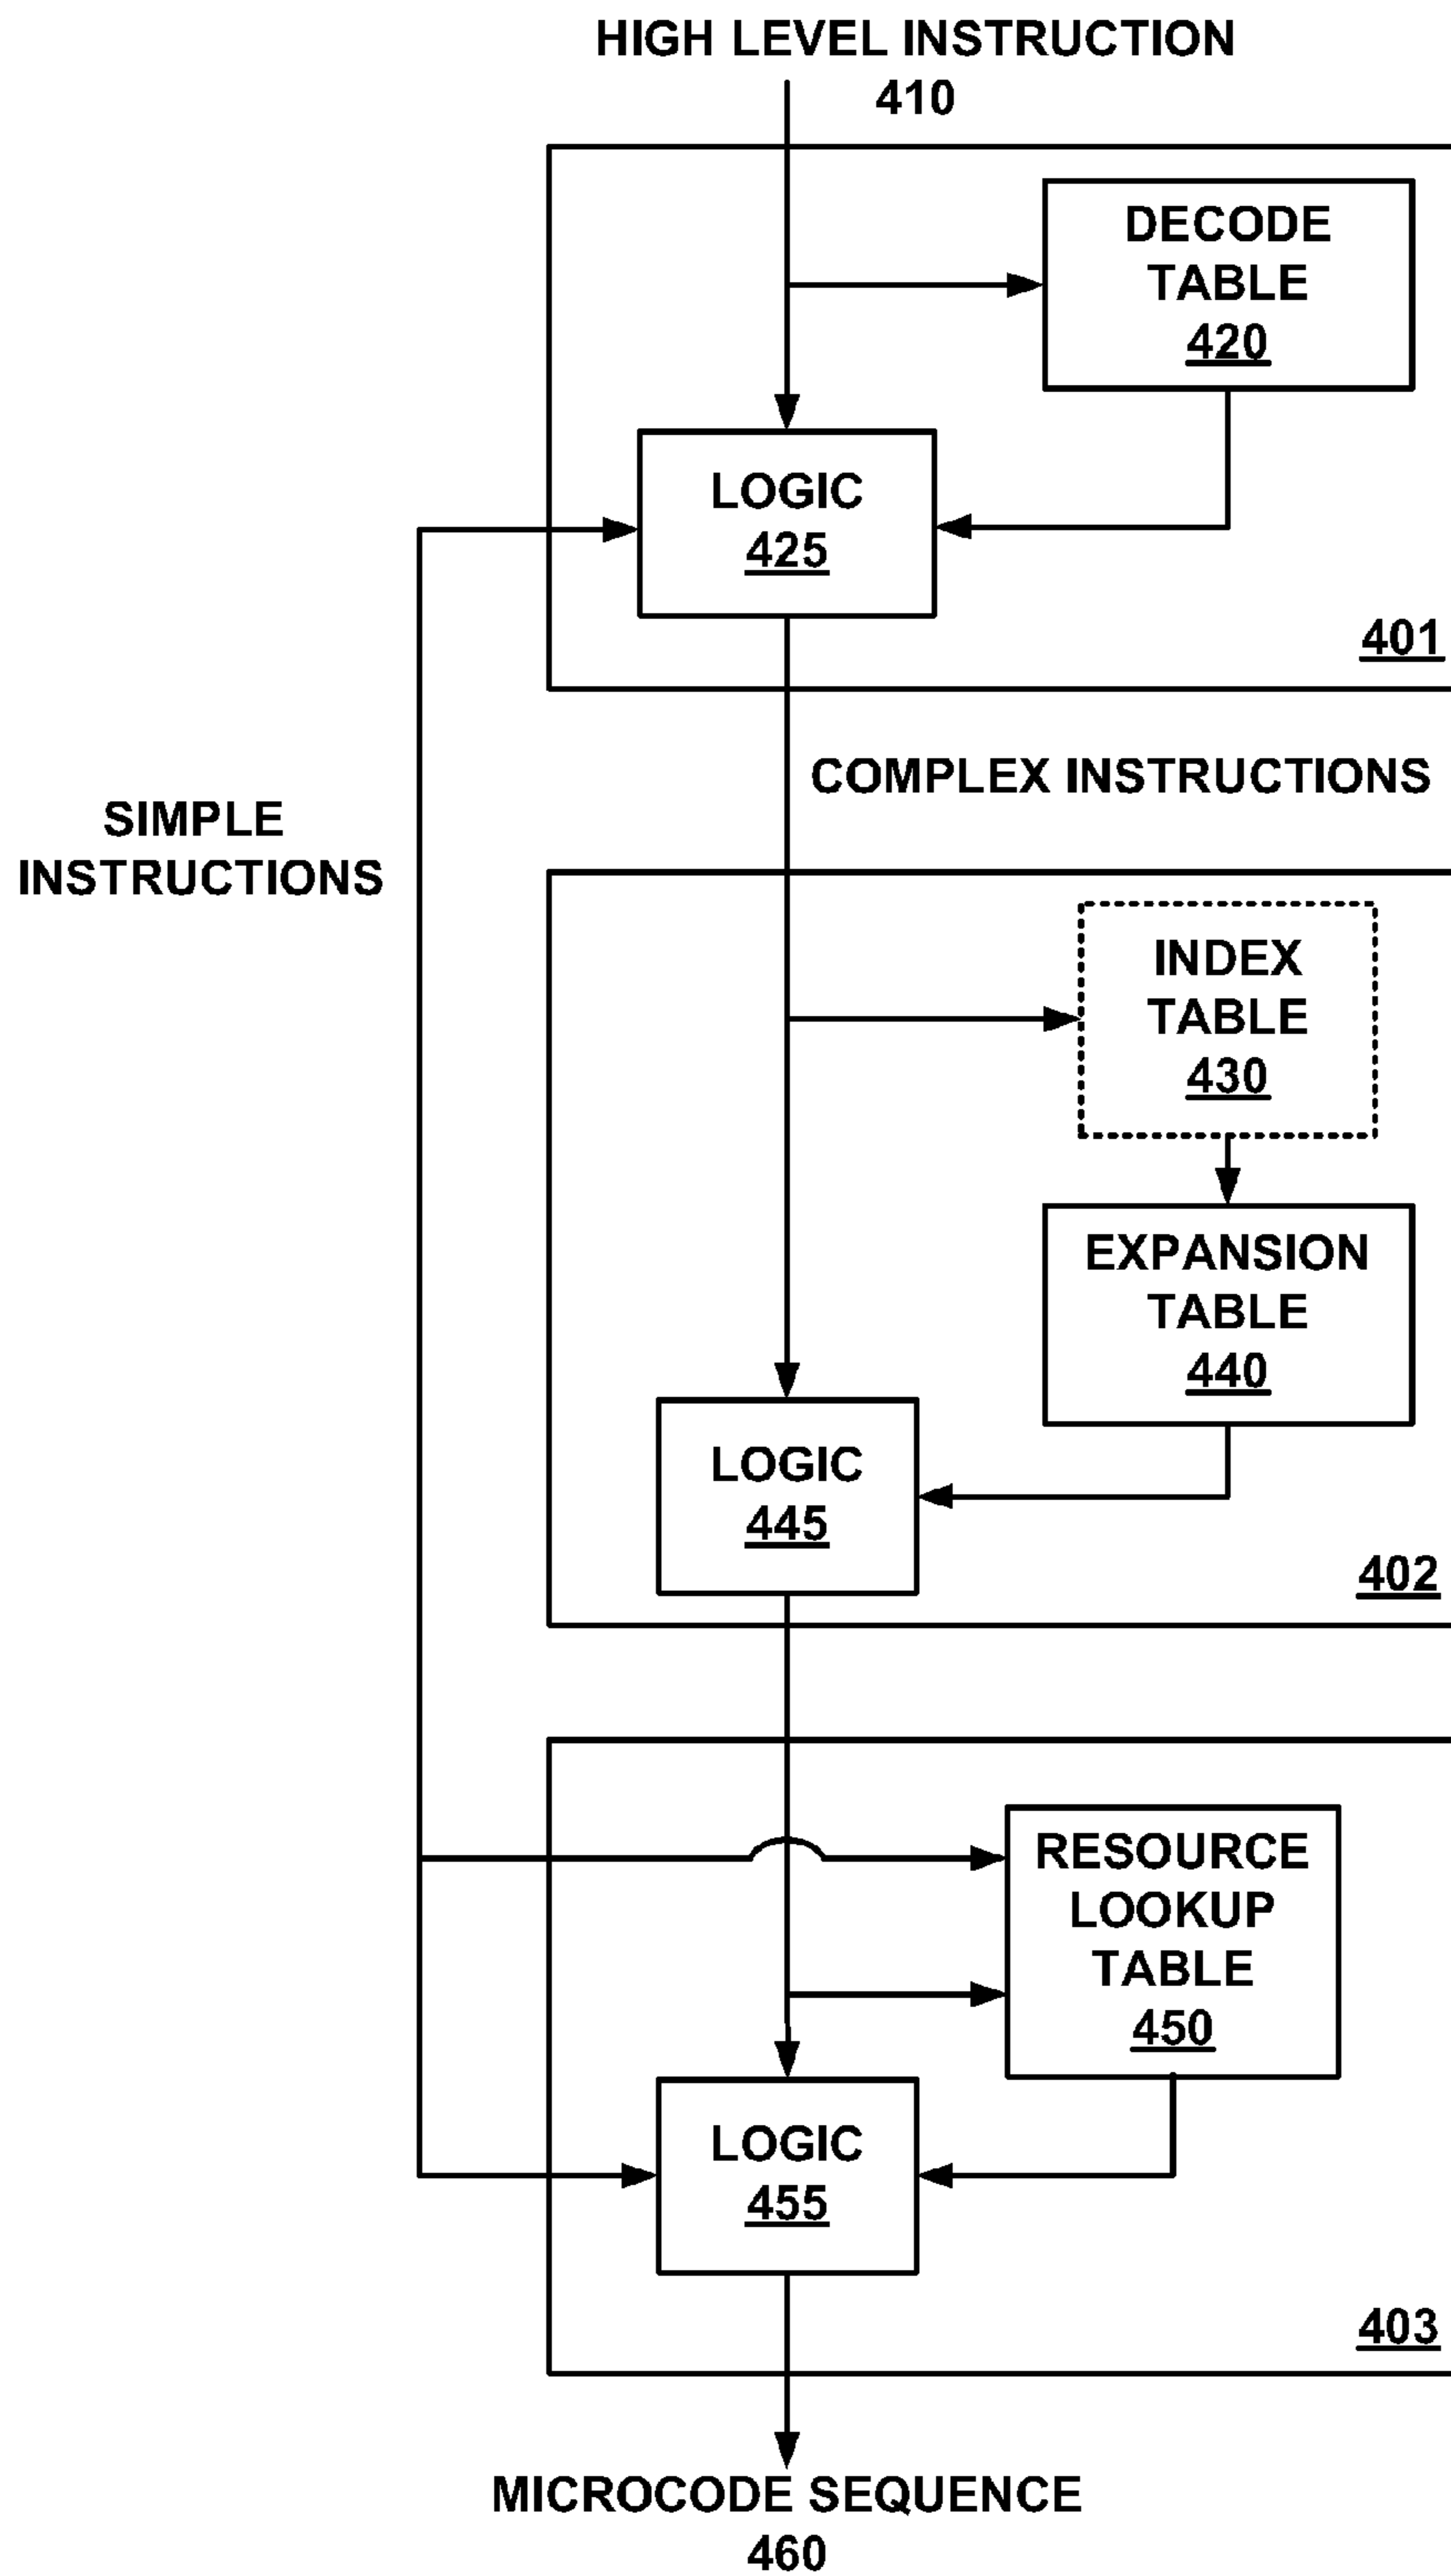 HIGH LEVEL INSTRUCTION
410
DECODE
TABLE
420
LOGIC
425
401
COMPLEX INSTRUCTIONS
SIMPLE
INSTRUCTIONS
INDEX
TABLE
430
EXPANSION
TABLE
440
LOGIC
445
402
RESOURCE
LOOKUP
TABLE
450
LOGIC
455
403
MICROCODE SEQUENCE
460